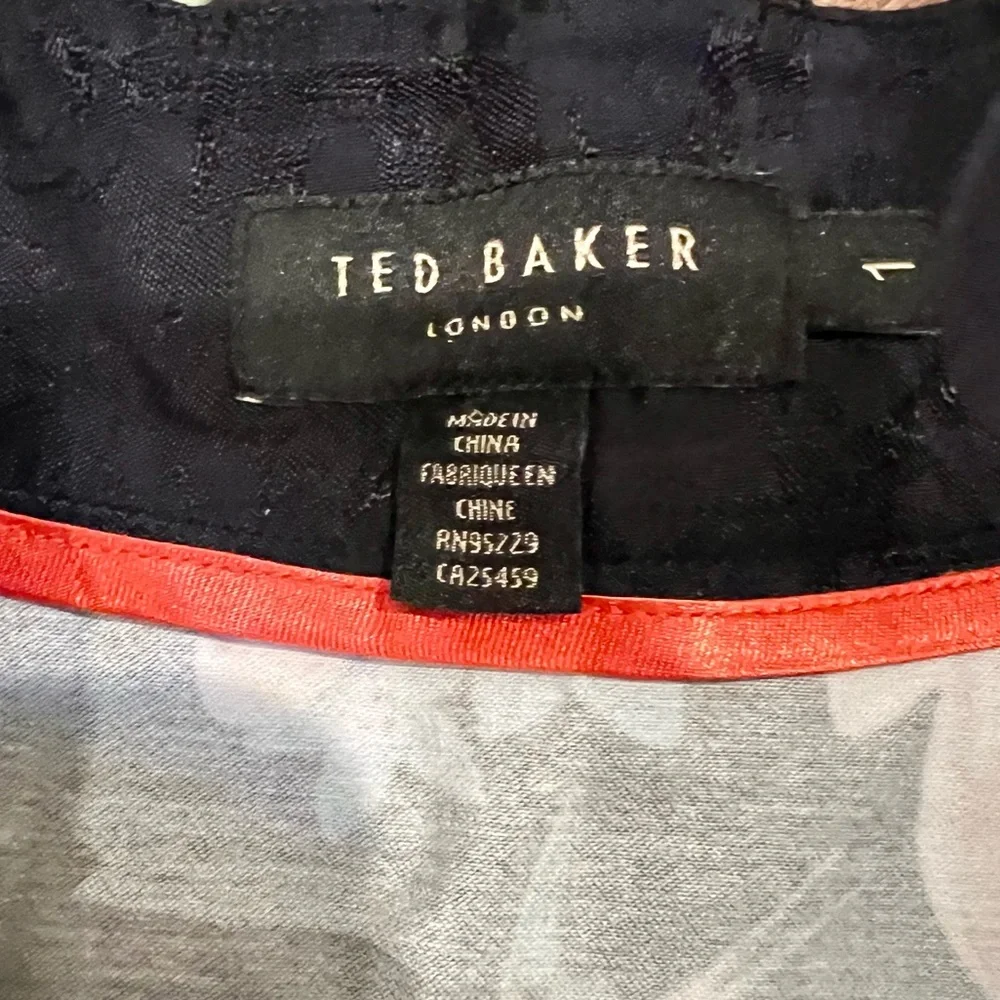 TED BAKER
LONDON
1
MADE IN
CHINA
FABRIQUE EN
CHINE
RN95229
CA25459